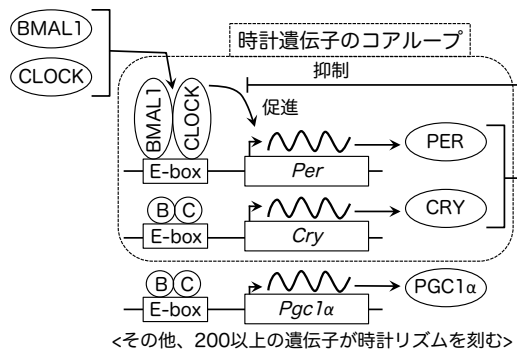 BMAL1
CLOCK
時計遺伝子のコアループ
抑制
促進
BMAL1
CLOCK
E-box
Per
PER
B C
E-box
Cry
CRY
B C
E-box
Pgc1α
PGC1α
<その他、200以上の遺伝子が時計リズムを刻む>